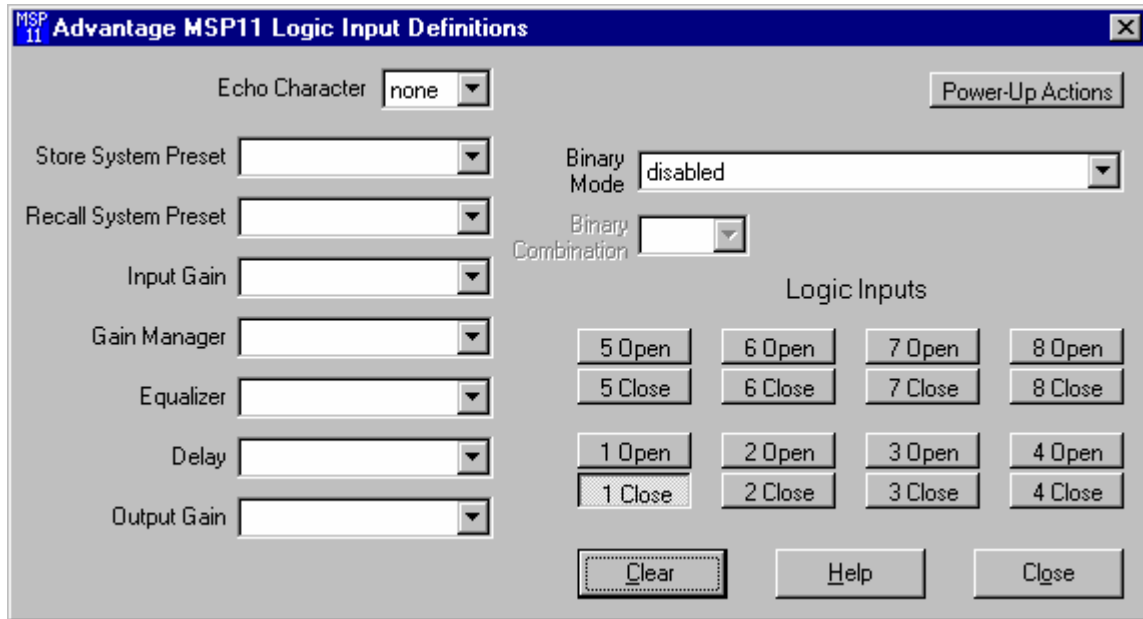 MSP
11
Advantage MSP11 Logic Input Definitions
Echo Character
none
Power-Up Actions
Store System Preset
Binary
Mode
disabled
Recall System Preset
Binary
Combination
Input Gain
Logic Inputs
Gain Manager
5 Open
6 Open
7 Open
8 Open
5 Close
6 Close
7 Close
8 Close
Equalizer
Delay
1 Open
2 Open
3 Open
4 Open
1 Close
2 Close
3 Close
4 Close
Output Gain
Clear
Help
Close